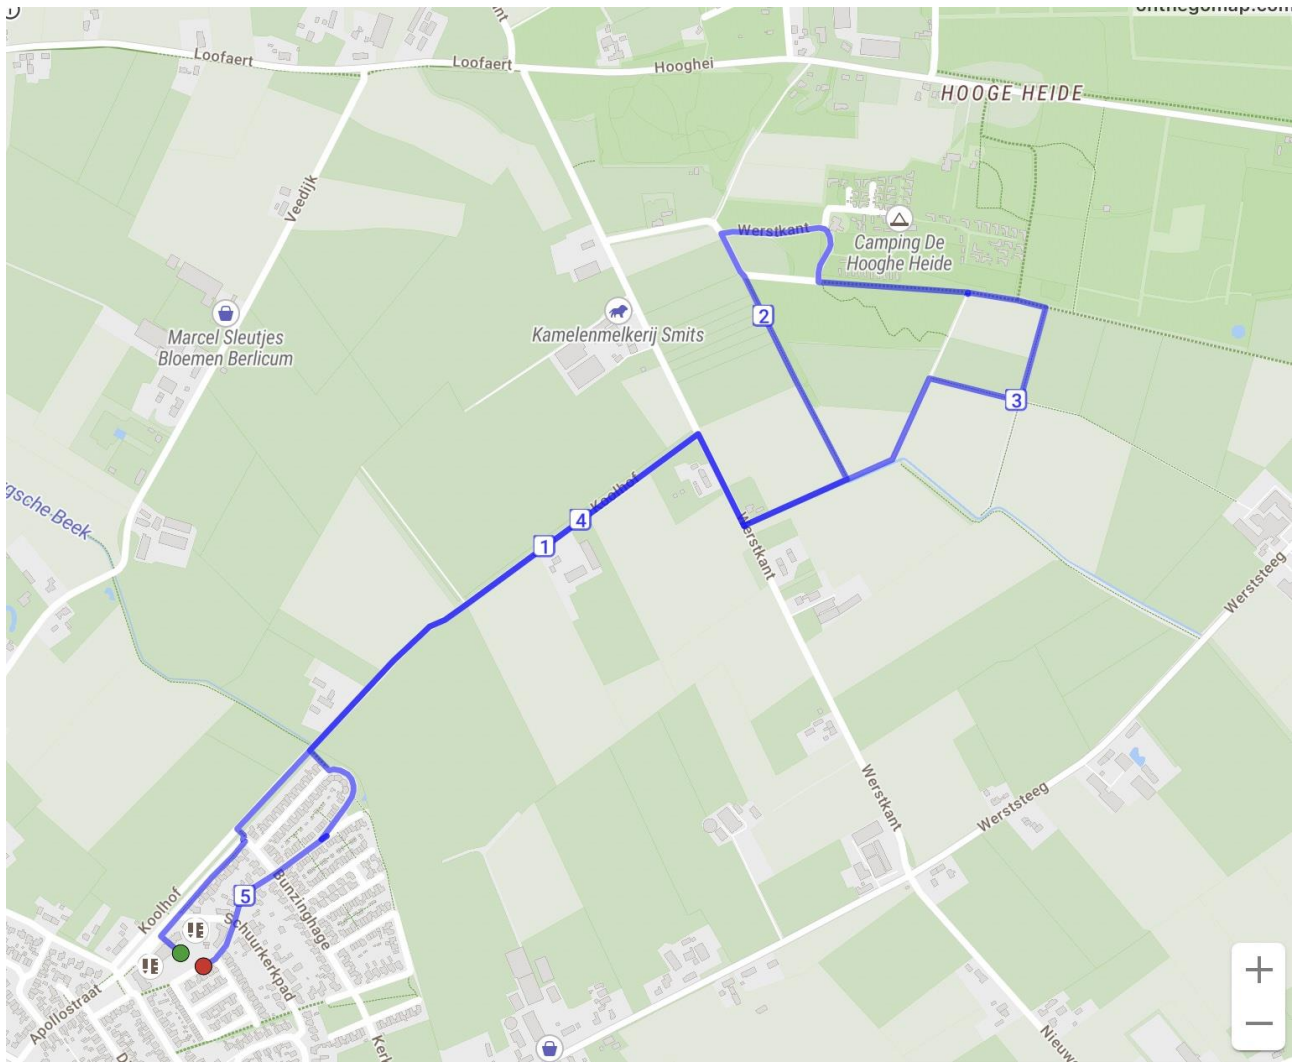 Loofaert
Loofaert
Hooghei
HOOGE HEIDE
Veedijk
Werstkant
Camping De
Hooghe Heide
2
Kamelenmelkerij Smits
Marcel Sleutjes
Bloemen Berlicum
3
Koolhof
4
1
Werstkant
Werststeeg
Werstkant
Werststeeg
Koolhof
5
Bunzinghage
Schuurkerkpad
Apollostraat
+
−